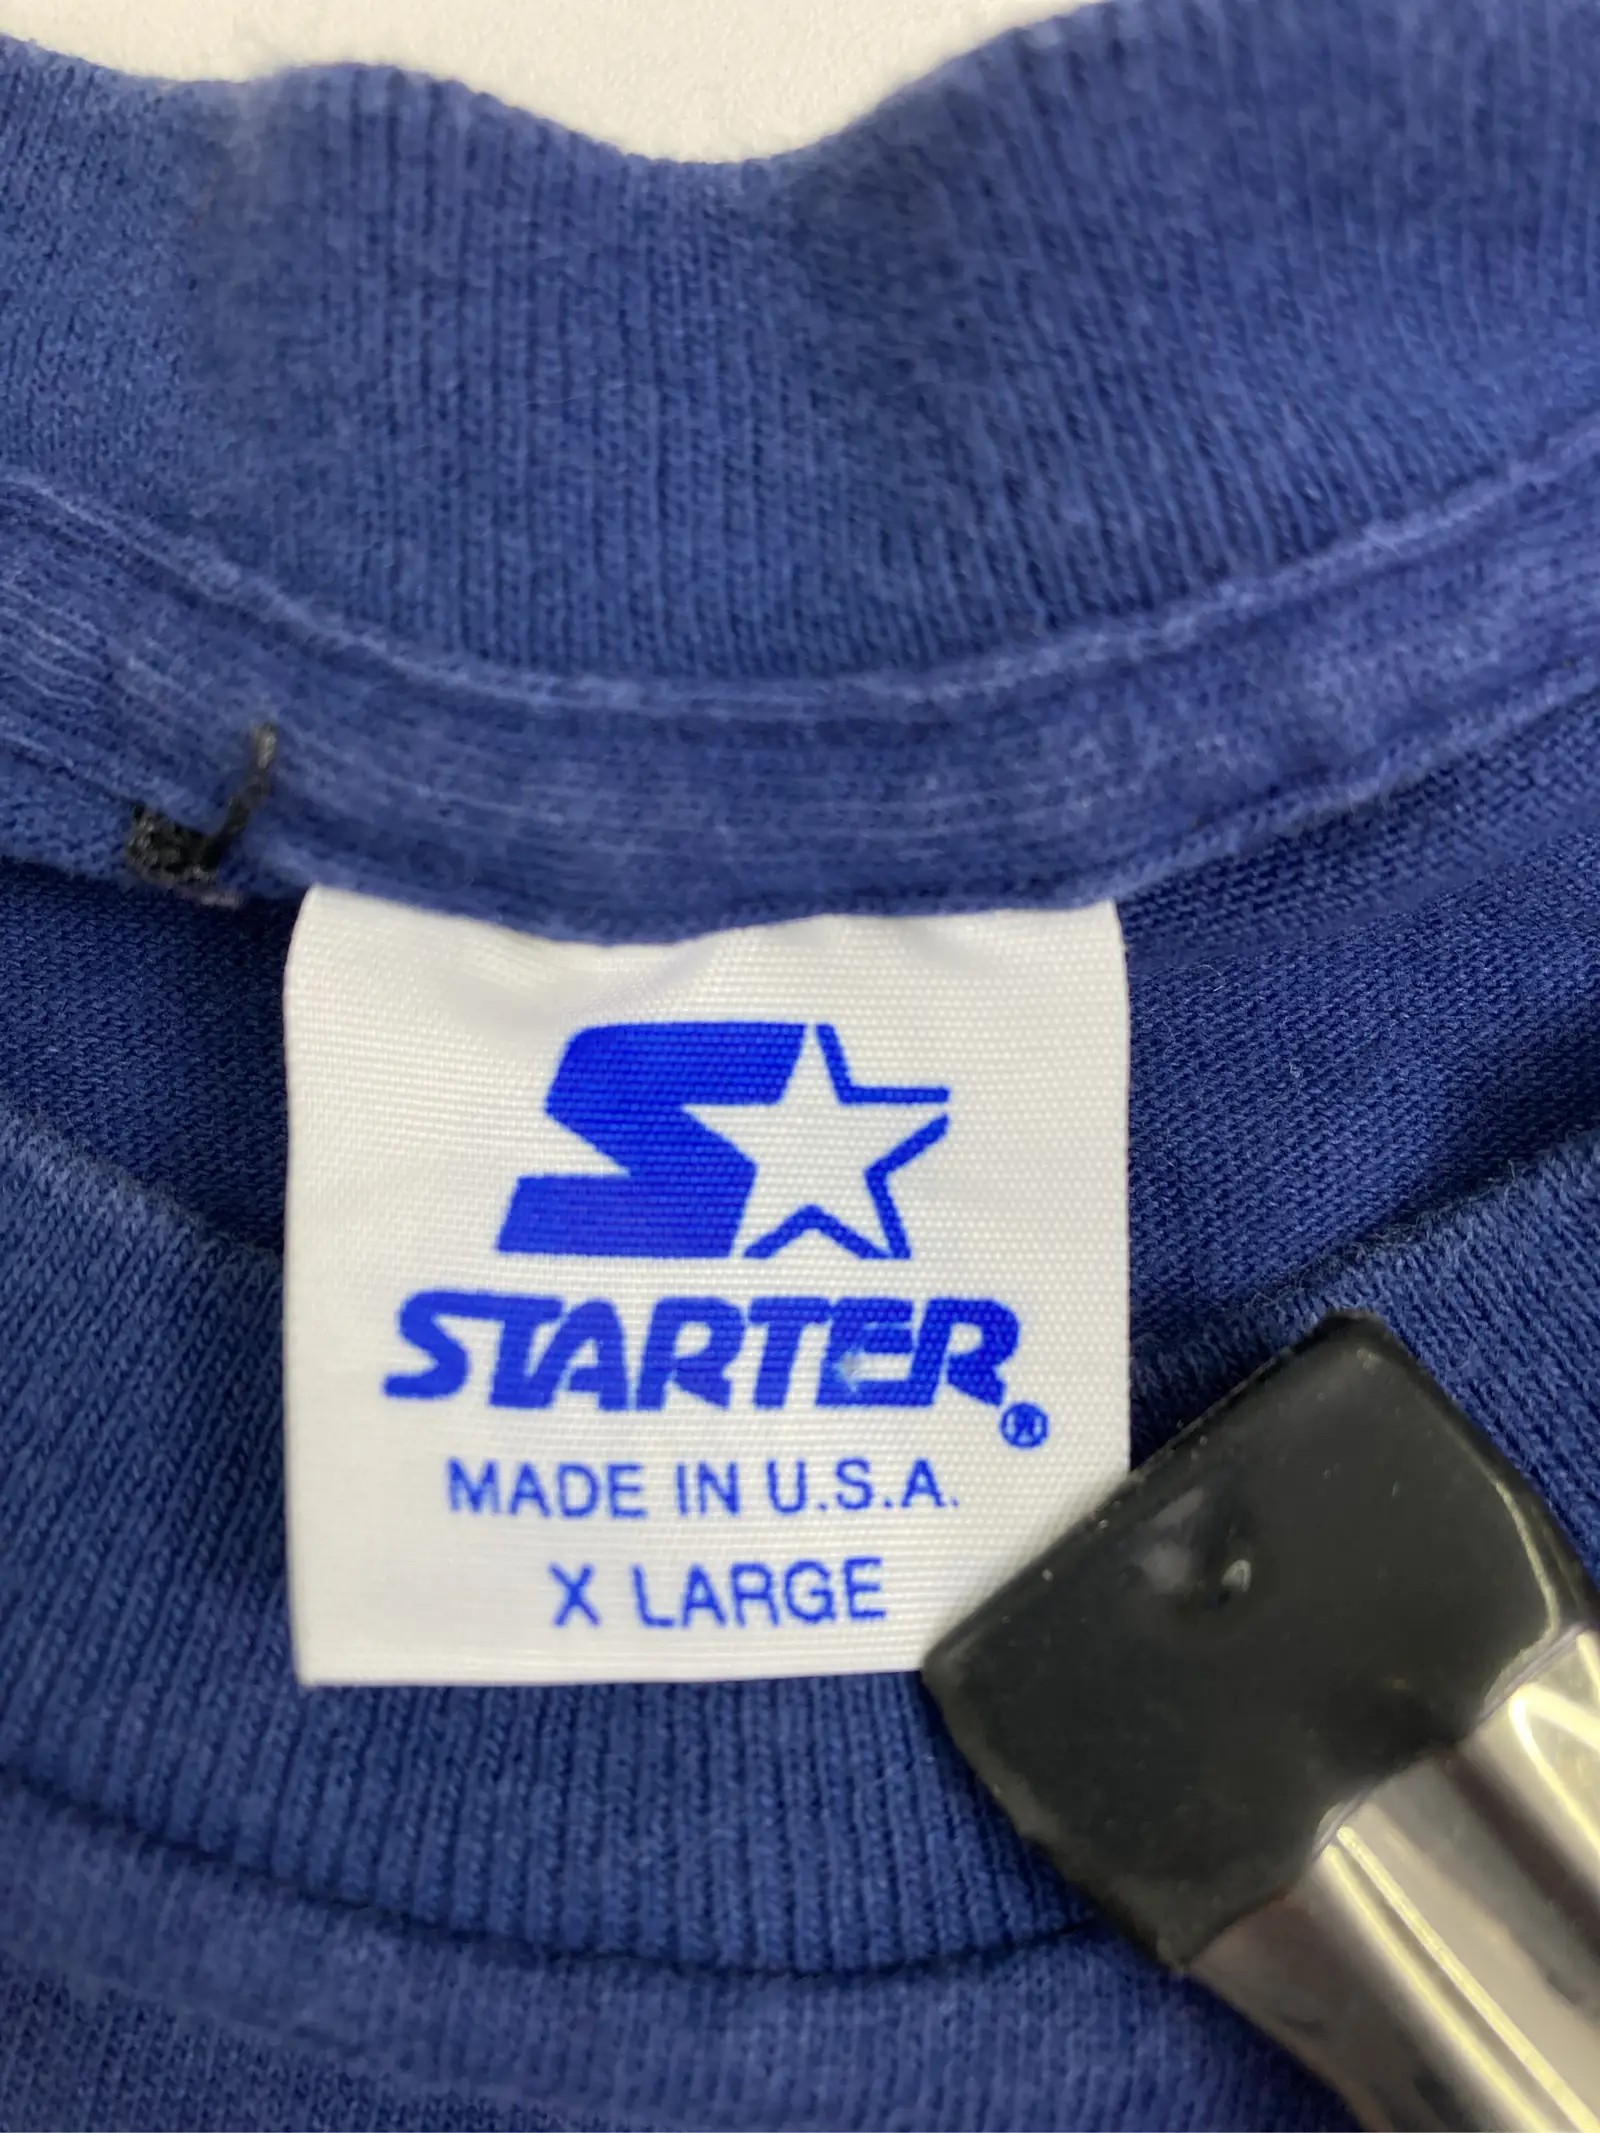 STARTER®
MADE IN U.S.A.
X LARGE